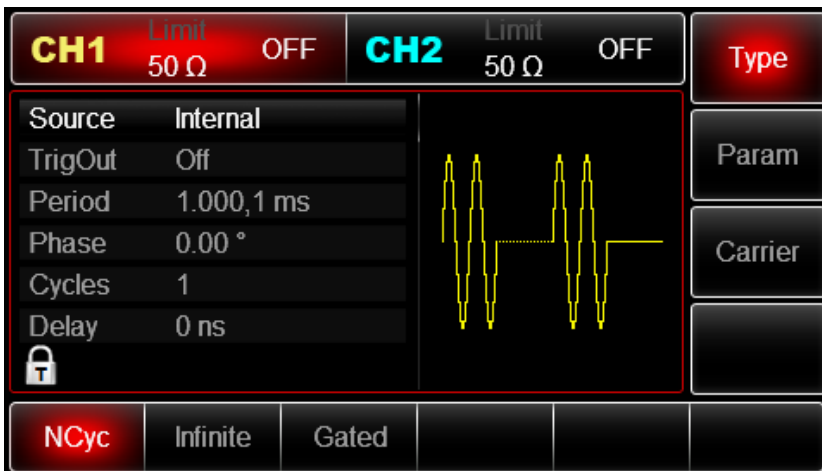 CH1 Limit 50 Ω OFF CH2 Limit 50 Ω OFF
Type
Source Internal
TrigOut Off
Period 1.000,1 ms
Phase 0.00 °
Cycles 1
Delay 0 ns
T
Param
Carrier
NCyc Infinite Gated